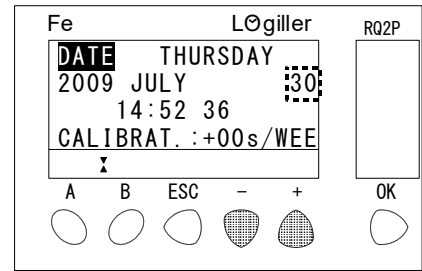 Fe LOgiller RQ2P
DATE THURSDAY
2009 JULY 30
14:52 36
CALIBRAT.:+00s/WEE
A B ESC - + OK